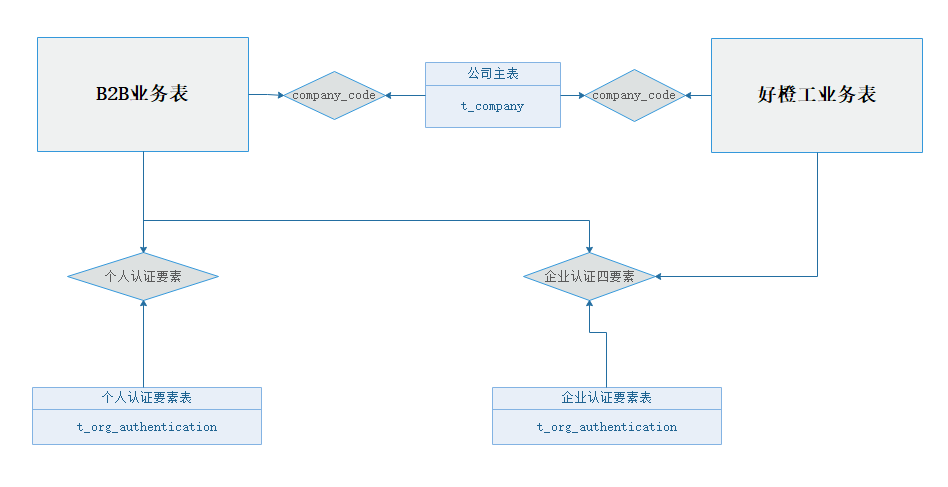 公司主表
B2B业务表
company_code
t_company
company_code
好橙工业务表
个人认证要素
企业认证四要素
个人认证要素表
t_org_authentication
企业认证要素表
t_org_authentication